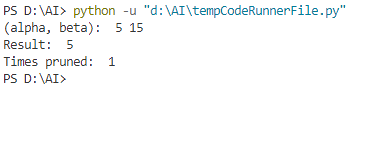 PS D:\AI> python -u "d:\AI\tempCodeRunnerFile.py"
(alpha, beta):  5 15
Result:  5
Times pruned:  1
PS D:\AI>